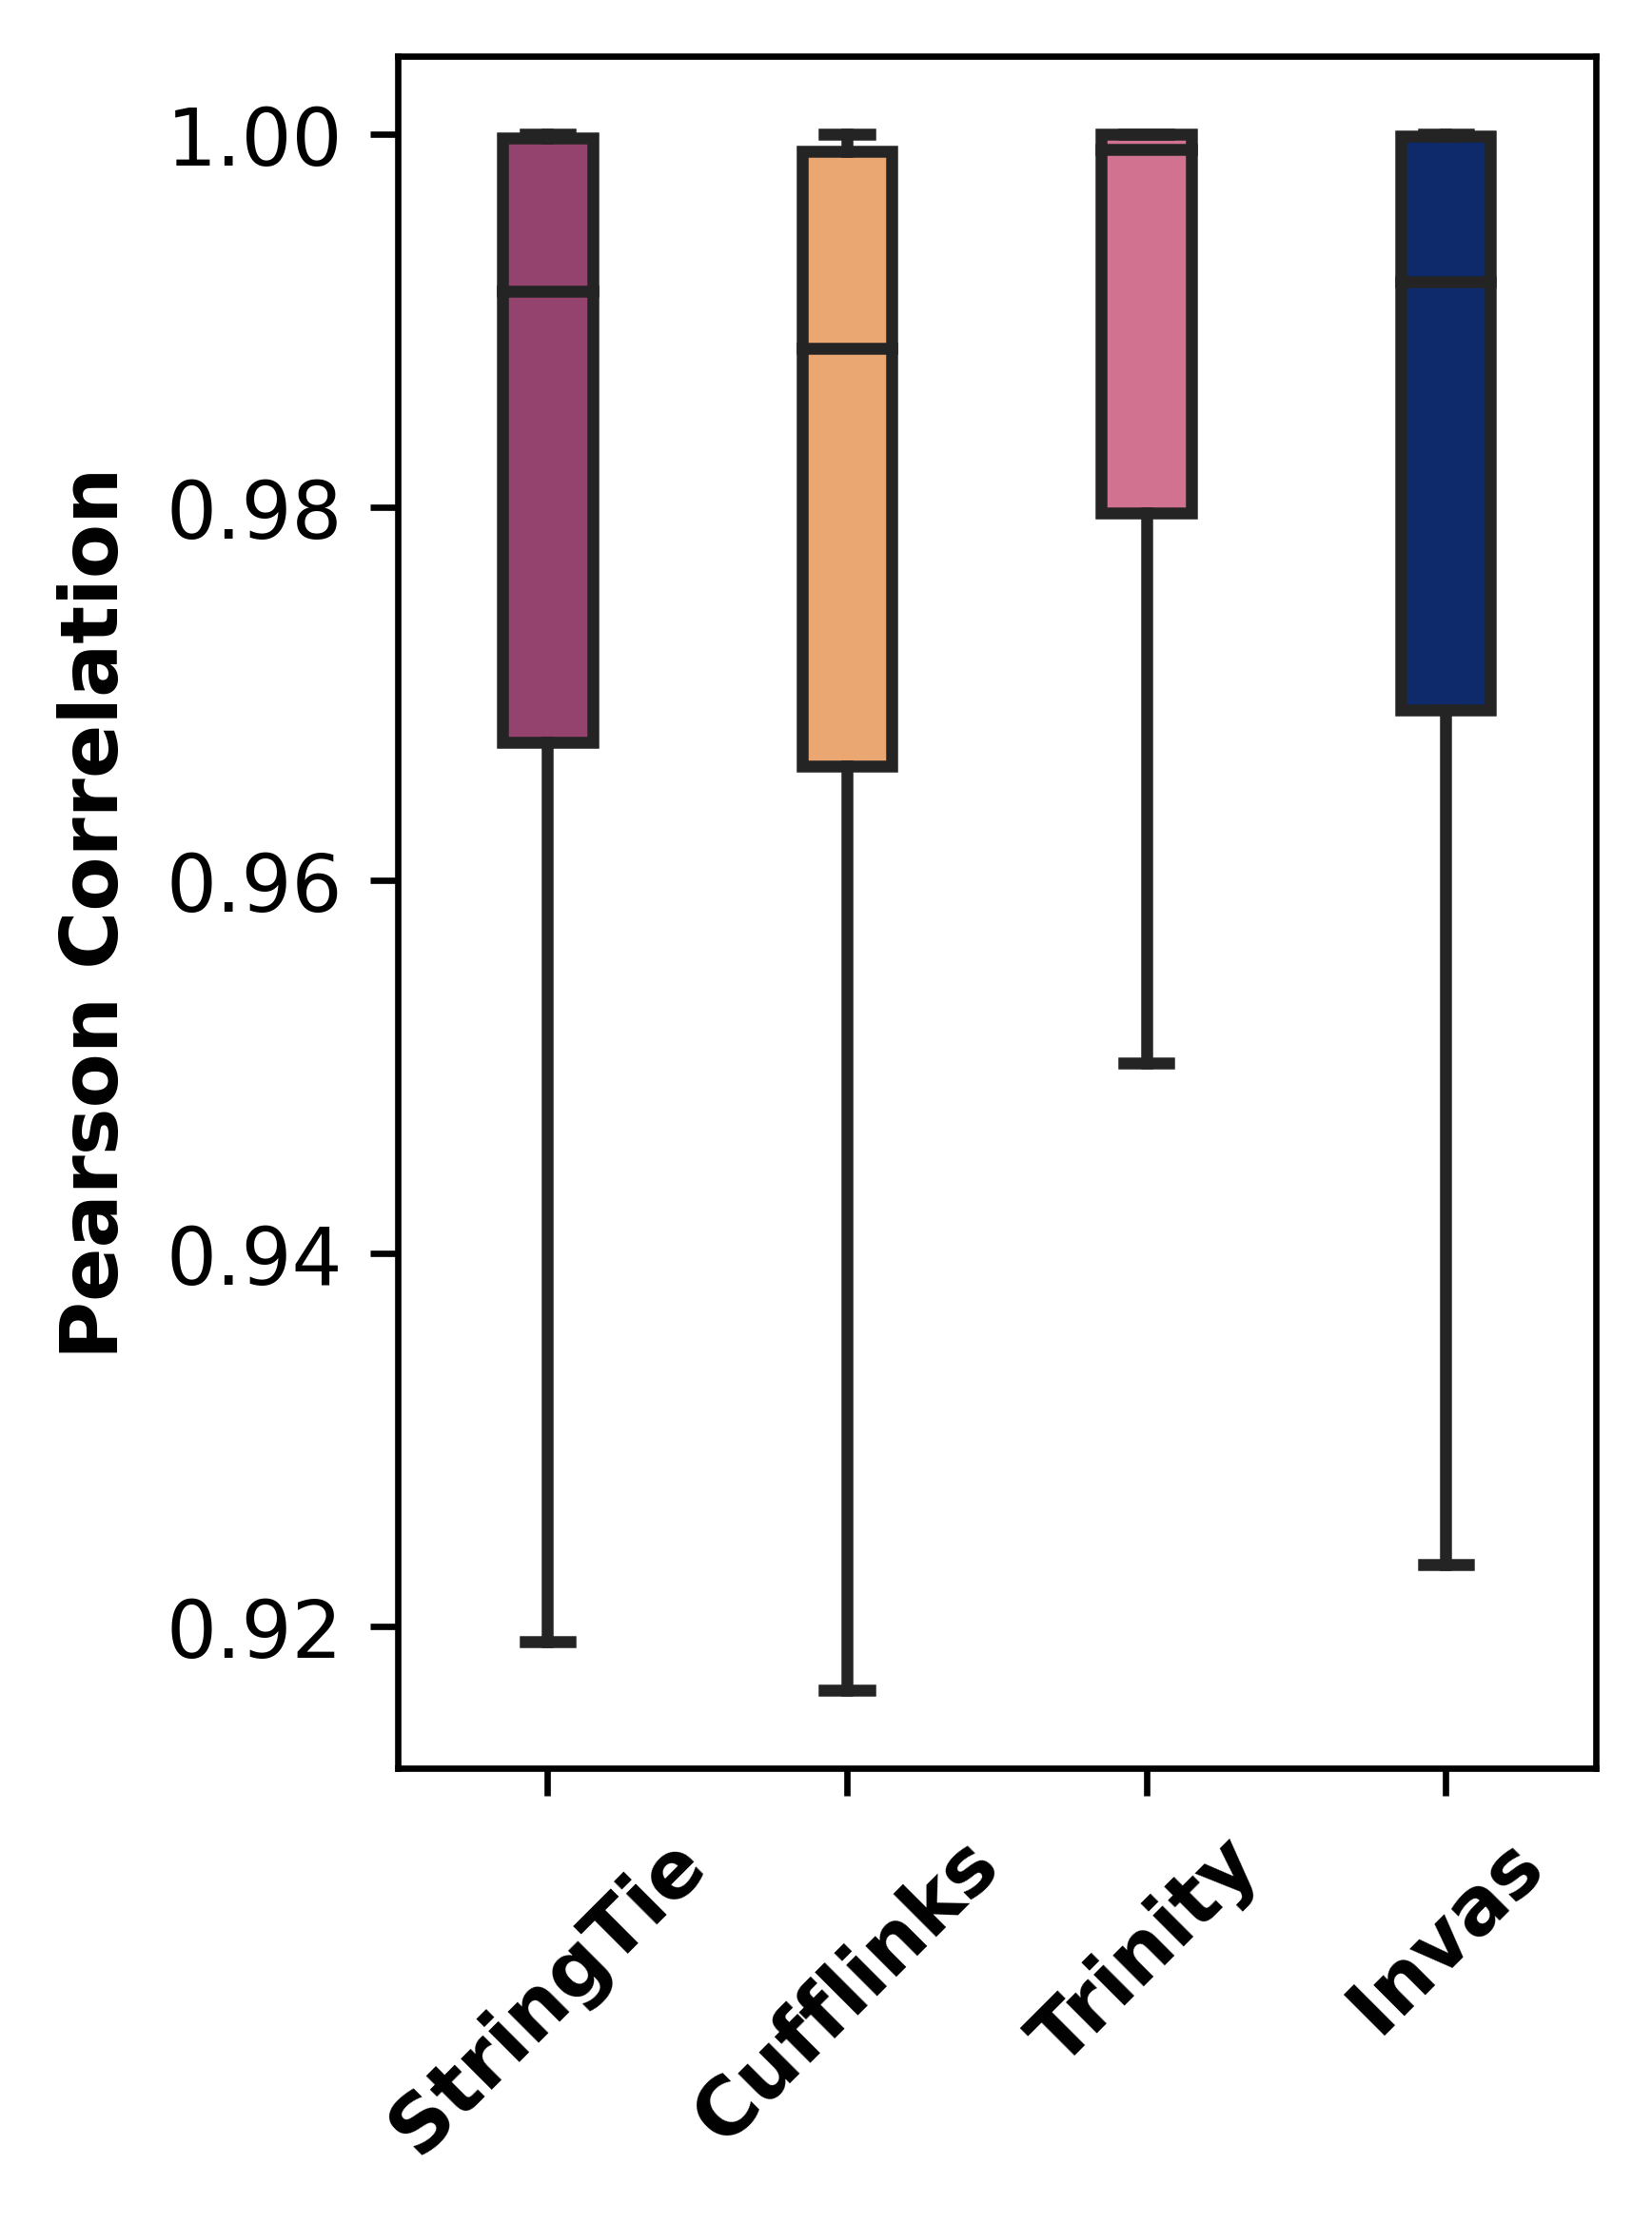 Pearson Correlation
1.00
0.98
0.96
0.94
0.92
StringTie
Cufflinks
Trinity
Invas